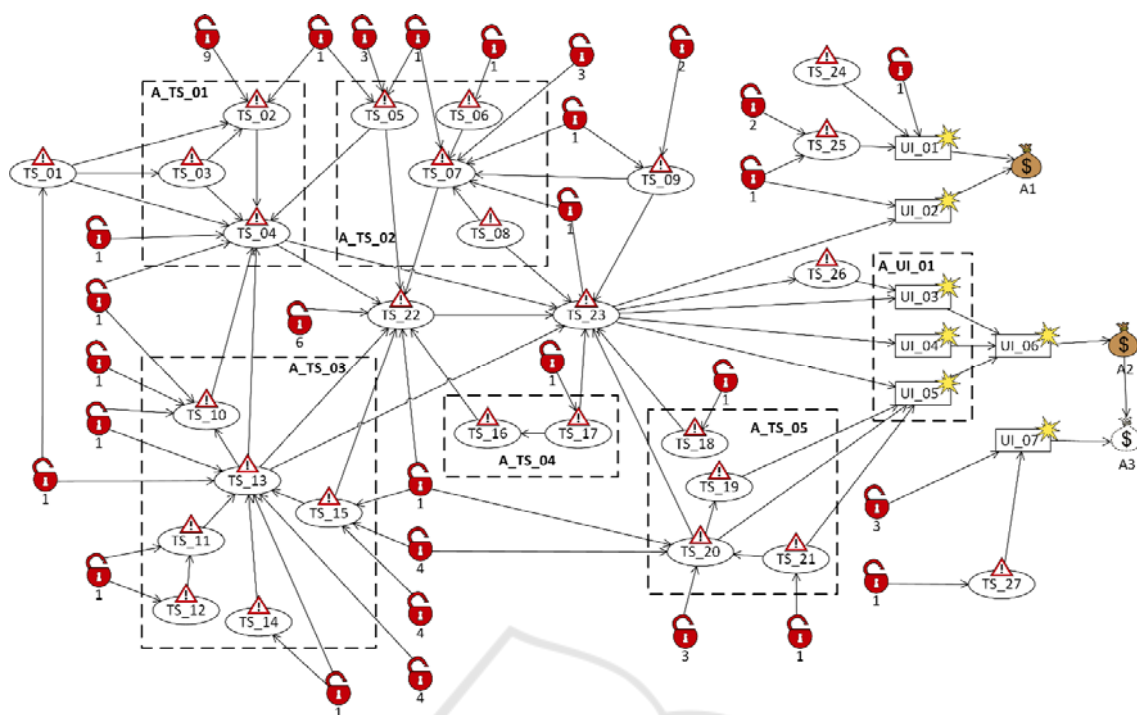 9
1
3
1
1
3
2
TS_24
1
A_TS_01
TS_02
TS_05
TS_06
2
TS_25
UI_01
1
A1
TS_01
TS_03
TS_07
TS_09
1
UI_02
TS_04
1
A_TS_02
TS_08
1
A_UI_01
TS_26
UI_03
1
6
TS_22
TS_23
UI_04
UI_06
A2
1
A_TS_03
1
1
UI_05
TS_10
TS_16
TS_17
TS_18
A_TS_05
1
A_TS_04
UI_07
A3
TS_13
TS_19
1
TS_15
1
3
TS_11
4
TS_20
TS_21
1
TS_12
TS_14
4
1
TS_27
3
1
4
1